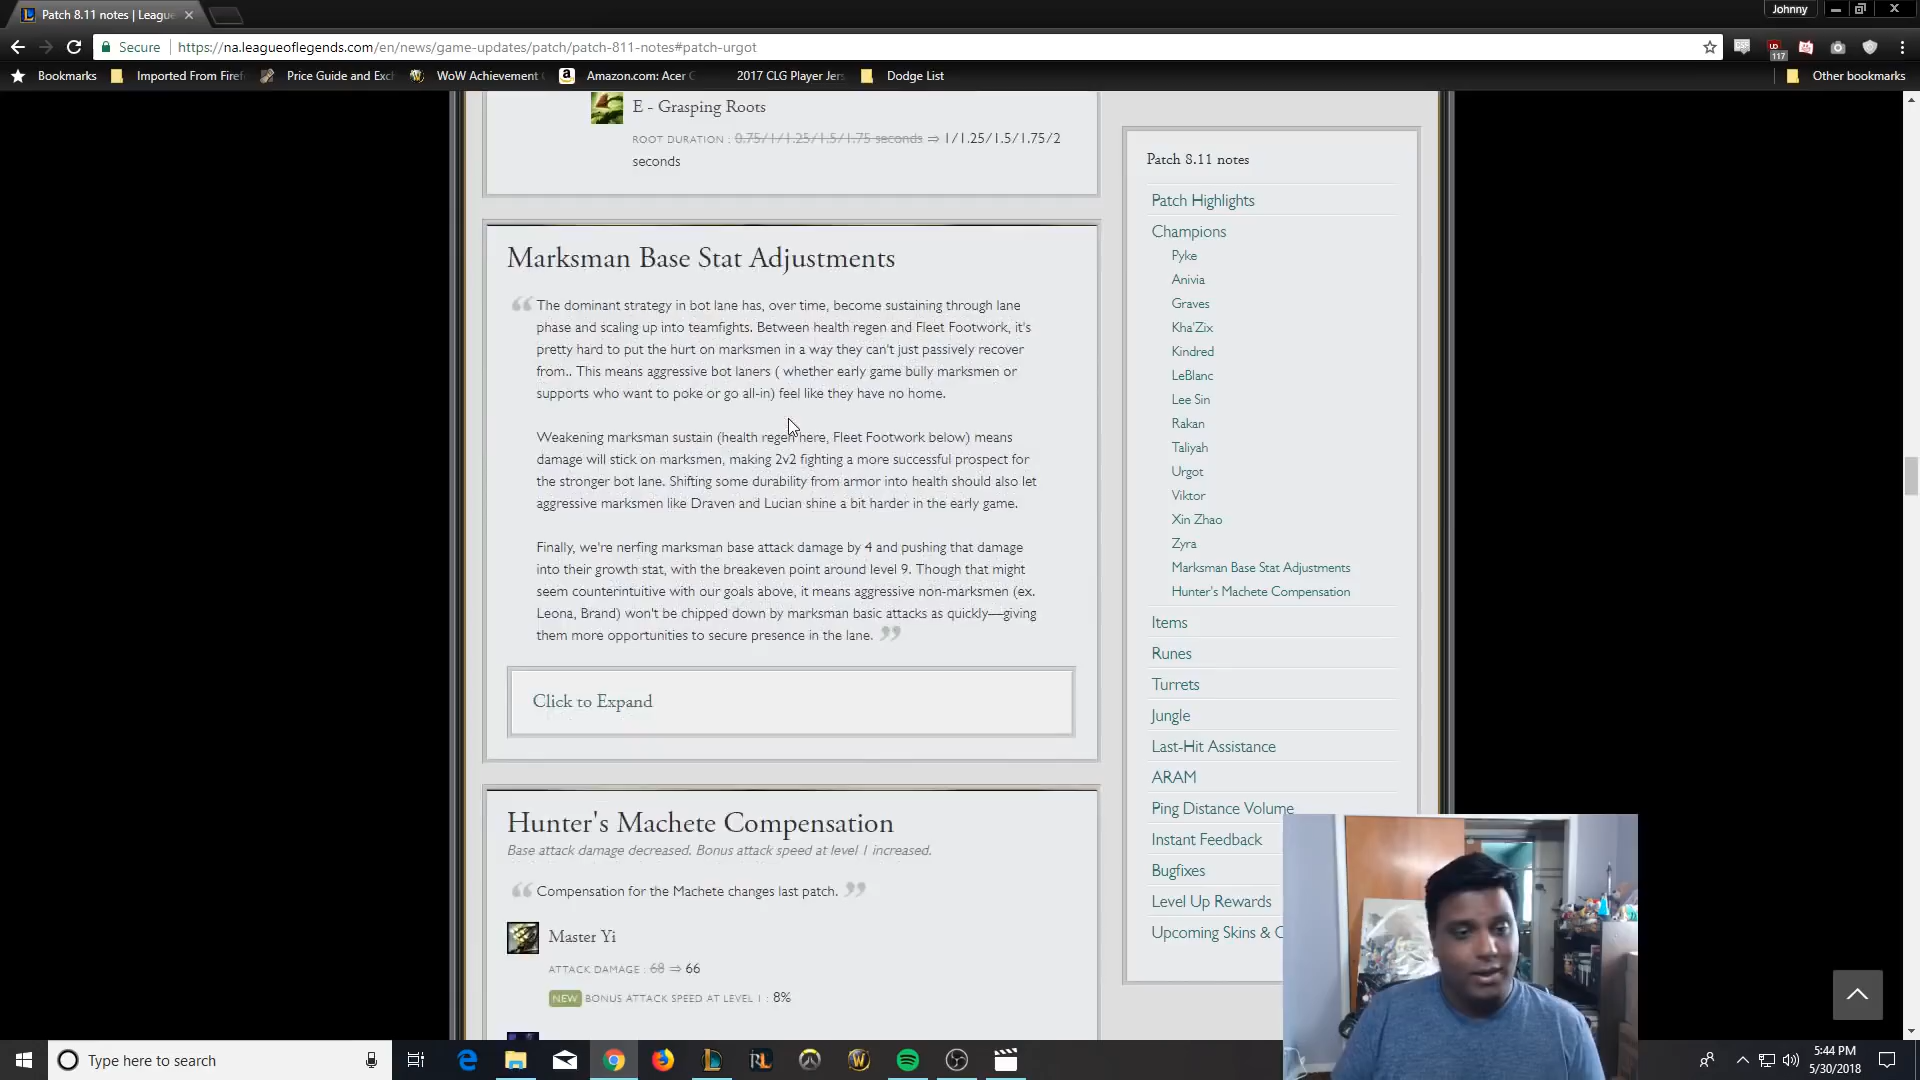 Patch 8.11 notes | Leagu
Johnny
Secure
https://na.leagueoflegends.com/en/news/game-updates/patch/patch-811-notes#patch-urgot
117
Bookmarks
Imported From Firef
Price Guide and Exch
WoW Achievement
Amazon.com: Acer C
2017 CLG Player Jers
Dodge List
Other bookmarks
E - Grasping Roots
ROOT DURATION : 0.75/1/1.25/1.5/1.75 seconds ⇒ 1/1.25/1.5/1.75/2
seconds
Marksman Base Stat Adjustments
The dominant strategy in bot lane has, over time, become sustaining through lane
phase and scaling up into teamfights. Between health regen and Fleet Footwork, it's
pretty hard to put the hurt on marksmen in a way they can't just passively recover
from.. This means aggressive bot laners ( whether early game bully marksmen or
supports who want to poke or go all-in) feel like they have no home.
Weakening marksman sustain (health regen here, Fleet Footwork below) means
damage will stick on marksmen, making 2v2 fighting a more successful prospect for
the stronger bot lane. Shifting some durability from armor into health should also let
aggressive marksmen like Draven and Lucian shine a bit harder in the early game.
Finally, we're nerfing marksman base attack damage by 4 and pushing that damage
into their growth stat, with the breakeven point around level 9. Though that might
seem counterintuitive with our goals above, it means aggressive non-marksmen (ex.
Leona, Brand) won't be chipped down by marksman basic attacks as quickly—giving
them more opportunities to secure presence in the lane.
Click to Expand
Hunter's Machete Compensation
Base attack damage decreased. Bonus attack speed at level 1 increased.
Compensation for the Machete changes last patch.
Master Yi
ATTACK DAMAGE : 68 ⇒ 66
NEW BONUS ATTACK SPEED AT LEVEL 1 : 8%
Patch 8.11 notes
Patch Highlights
Champions
Pyke
Anivia
Graves
Kha'Zix
Kindred
LeBlanc
Lee Sin
Rakan
Taliyah
Urgot
Viktor
Xin Zhao
Zyra
Marksman Base Stat Adjustments
Hunter's Machete Compensation
Items
Runes
Turrets
Jungle
Last-Hit Assistance
ARAM
Ping Distance Volume
Instant Feedback
Bugfixes
Level Up Rewards
Upcoming Skins & C
Type here to search
5:44 PM
5/30/2018